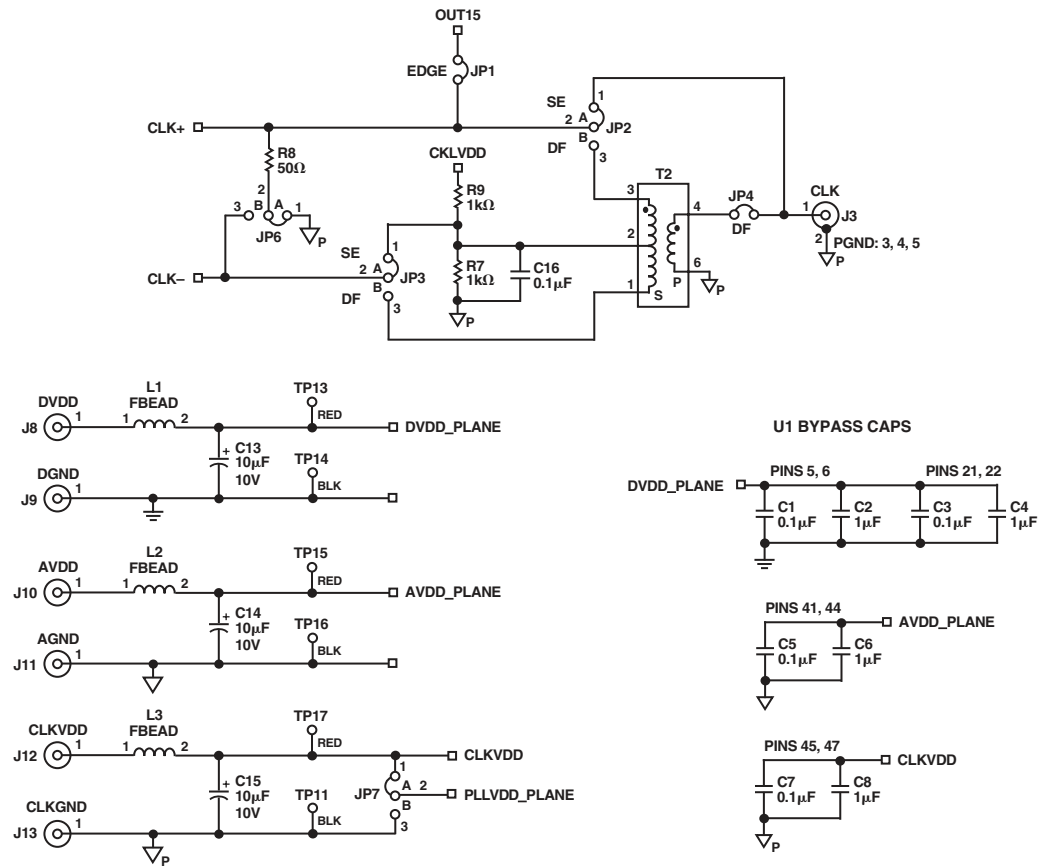 OUT15
EDGE JP1
SE 1
A
2 JP2
B
DF 3
CLK+
R8
50Ω
2
3 B A 1
JP6
P
CKLVDD
R9
1kΩ
T2
3 4
2
1 6
S P
P
JP4
DF
CLK
1
J3
2 PGND: 3, 4, 5
P
CLK–
SE 1
2 A
JP3
B
DF 3
R7
1kΩ
C16
0.1µF
P
DVDD
J8 1
L1
FBEAD
1 2
TP13
RED
DVDD_PLANE
+ C13
10µF
10V
DGND
J9 1
TP14
BLK
AVDD
J10 1
L2
FBEAD
1 2
TP15
RED
AVDD_PLANE
+ C14
10µF
10V
AGND
J11 1
TP16
BLK
CLKVDD
J12 1
L3
FBEAD
1 2
TP17
RED
CLKVDD
+ C15
10µF
10V
1
A 2
JP7
B
3
PLLVDD_PLANE
CLKGND
J13 1
TP11
BLK
P
U1 BYPASS CAPS
PINS 5, 6 PINS 21, 22
DVDD_PLANE
C1
0.1µF
C2
1µF
C3
0.1µF
C4
1µF
PINS 41, 44
AVDD_PLANE
C5
0.1µF
C6
1µF
PINS 45, 47
CLKVDD
C7
0.1µF
C8
1µF
P